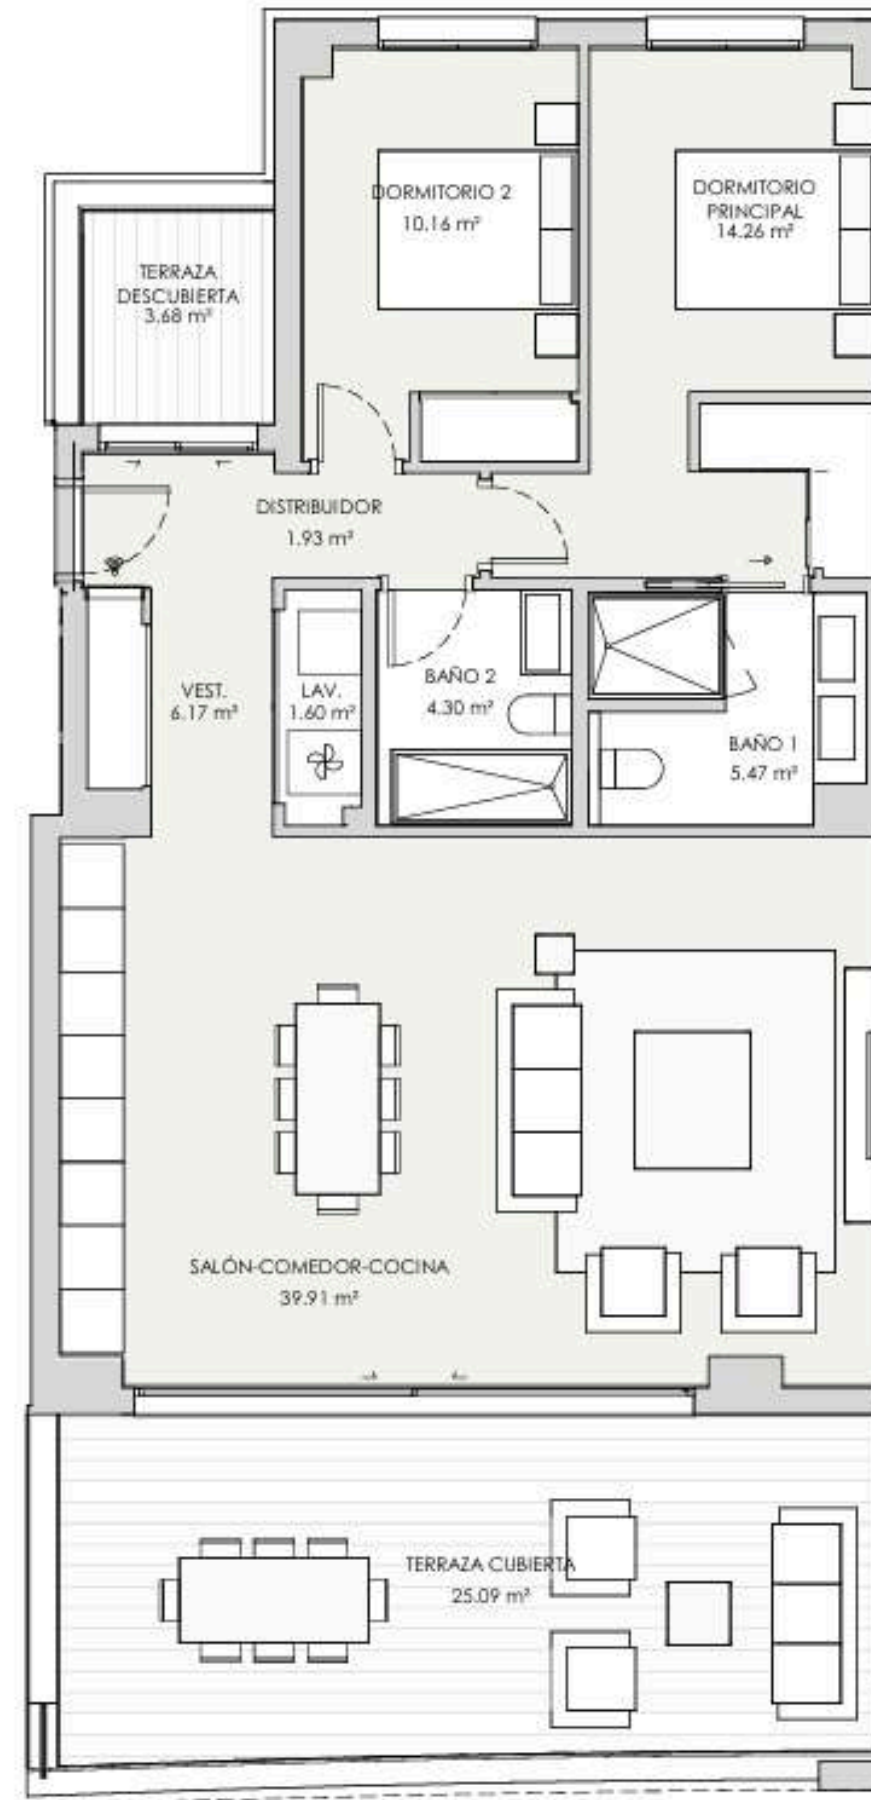 DORMITORIO 2
10.16 m²
DORMITORIO
PRINCIPAL
14.26 m²
TERRAZA
DESCUBIERTA
3.68 m²
DISTRIBUIDOR
1.93 m²
VEST.
6.17 m²
LAV.
1.60 m²
BAÑO 2
4.30 m²
BAÑO 1
5.47 m²
SALÓN-COMEDOR-COCINA
39.91 m²
TERRAZA CUBIERTA
25.09 m²